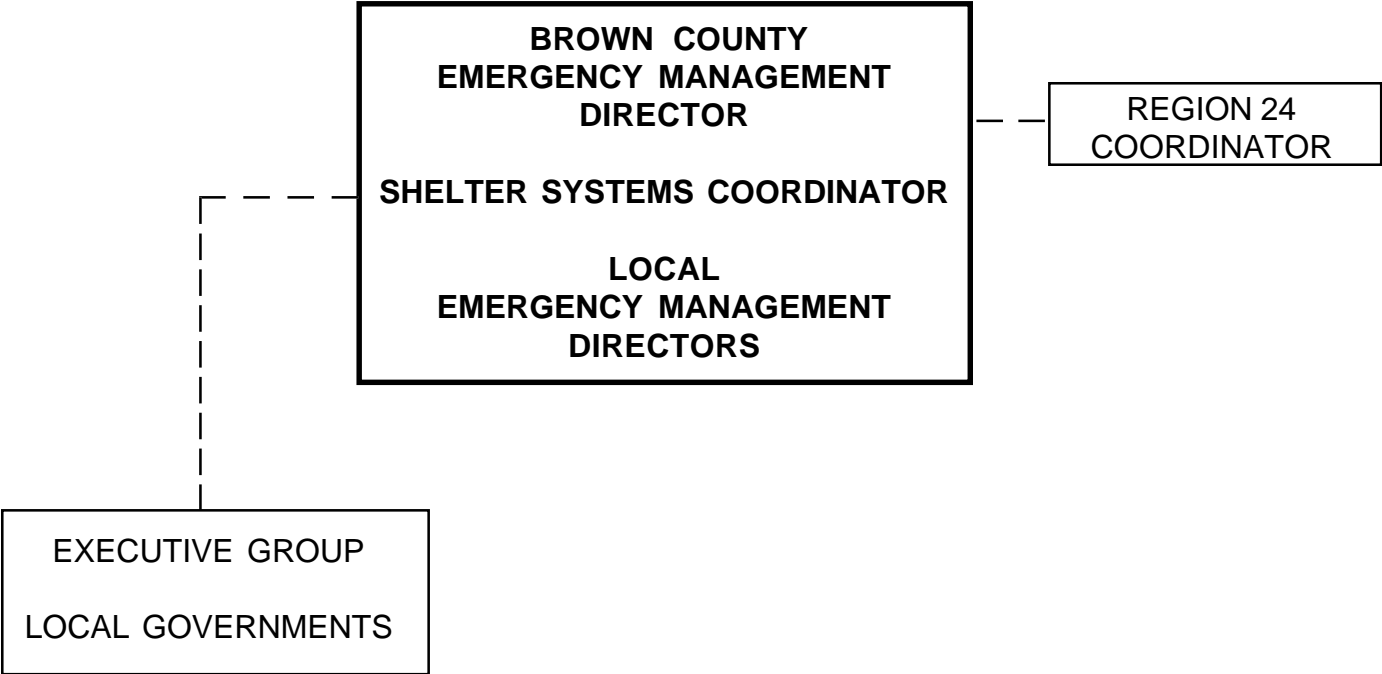 BROWN COUNTY
EMERGENCY MANAGEMENT
DIRECTOR
SHELTER SYSTEMS COORDINATOR
LOCAL
EMERGENCY MANAGEMENT
DIRECTORS
REGION 24
COORDINATOR
EXECUTIVE GROUP
LOCAL GOVERNMENTS